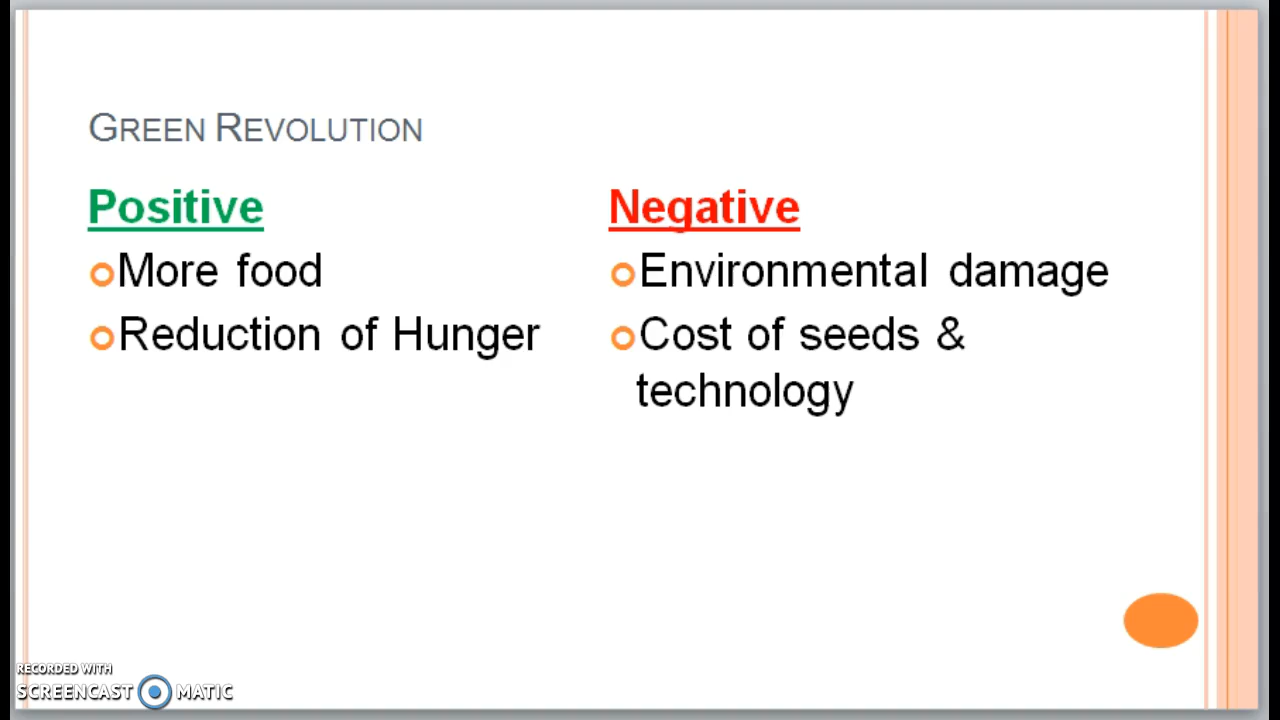 GREEN REVOLUTION
Positive
More food
Reduction of Hunger
Negative
Environmental damage
Cost of seeds &
technology
RECORDED WITH
SCREENCAST MATIC